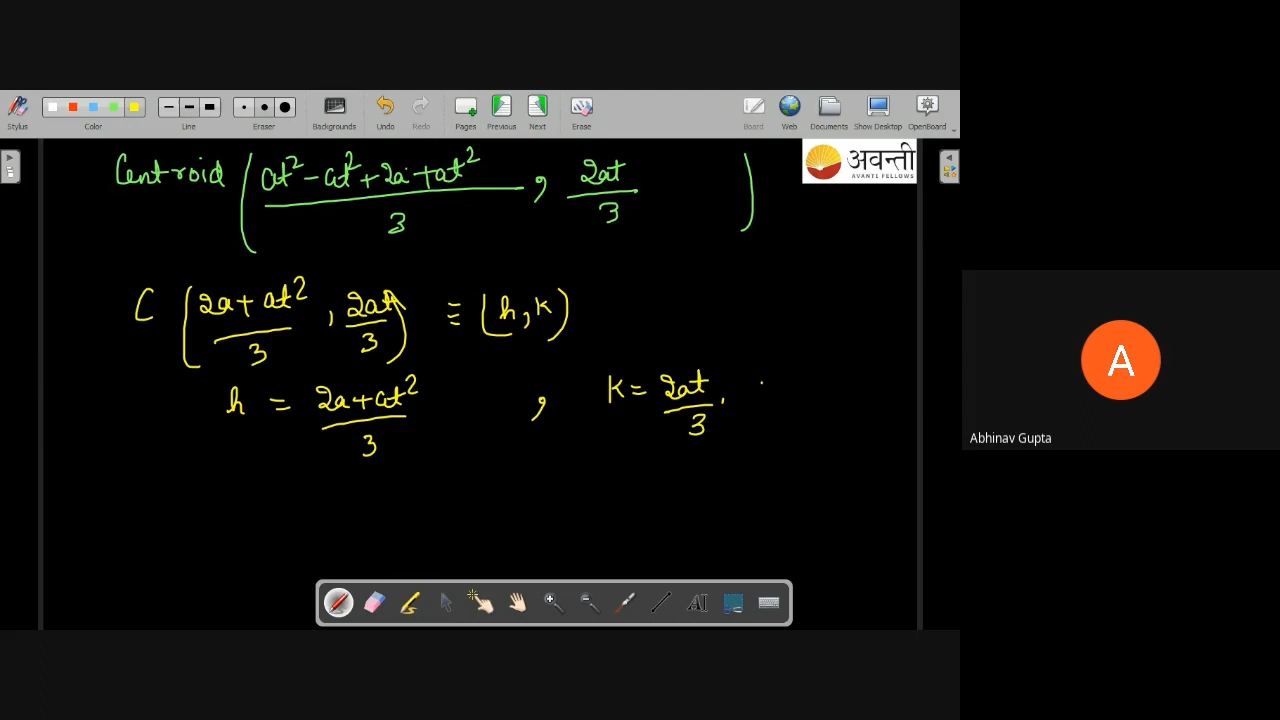 Stylus Color Line Eraser Backgrounds Undo Redo Pages Previous Next Erase Board Web Documents Show Desktop OpenBoard
अवन्ती
AVANTI FELLOWS
Centroid ( at² - at² + 2a + at² / 3 , 2at / 3 )
C ( 2a + at² / 3 , 2at / 3 ) ≡ (h, k)
h = 2a + at² / 3 , k = 2at / 3 .
A
Abhinav Gupta
AI